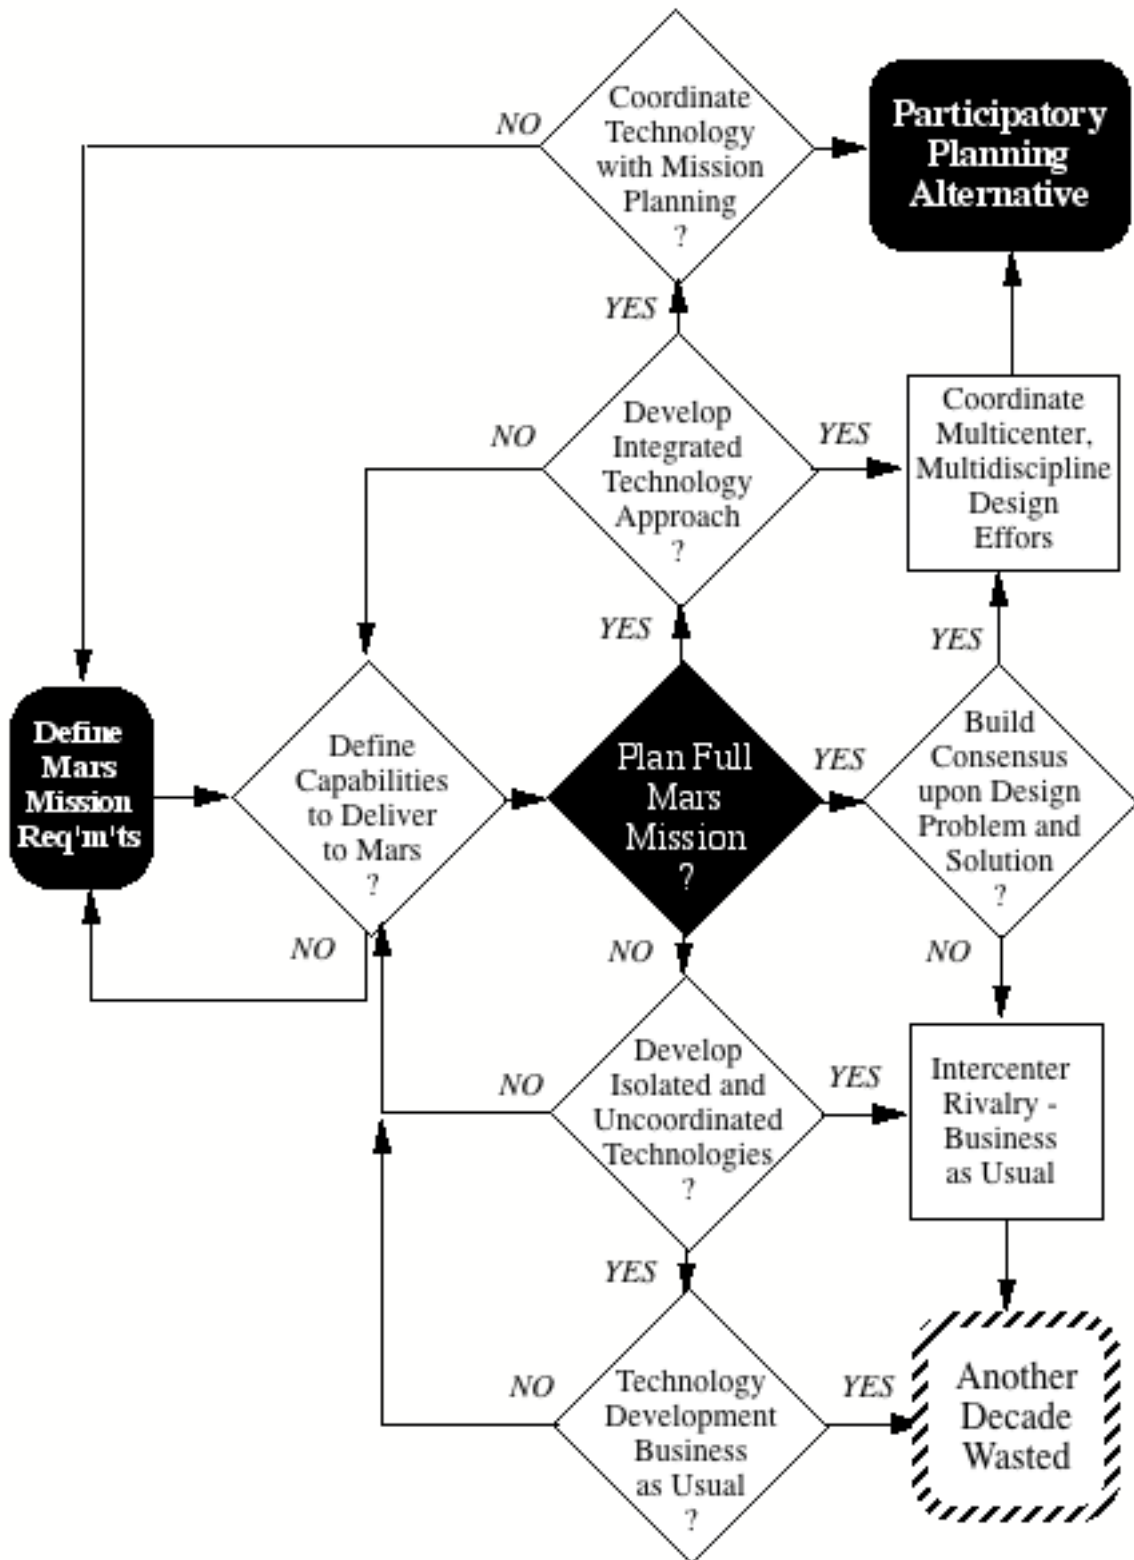 Coordinate
Technology
with Mission
Planning
?
NO
Participatory
Planning
Alternative
YES
Develop
Integrated
Technology
Approach
?
NO
YES
Coordinate
Multicenter,
Multidiscipline
Design
Effors
YES
YES
Define
Mars
Mission
Req'm'ts
Define
Capabilities
to Deliver
to Mars
?
NO
Plan Full
Mars
Mission
?
YES
Build
Consensus
upon Design
Problem and
Solution
?
NO
NO
Develop
Isolated and
Uncoordinated
Technologies
?
NO
YES
Intercenter
Rivalry -
Business
as Usual
YES
Technology
Development
Business
as Usual
?
NO
YES
Another
Decade
Wasted